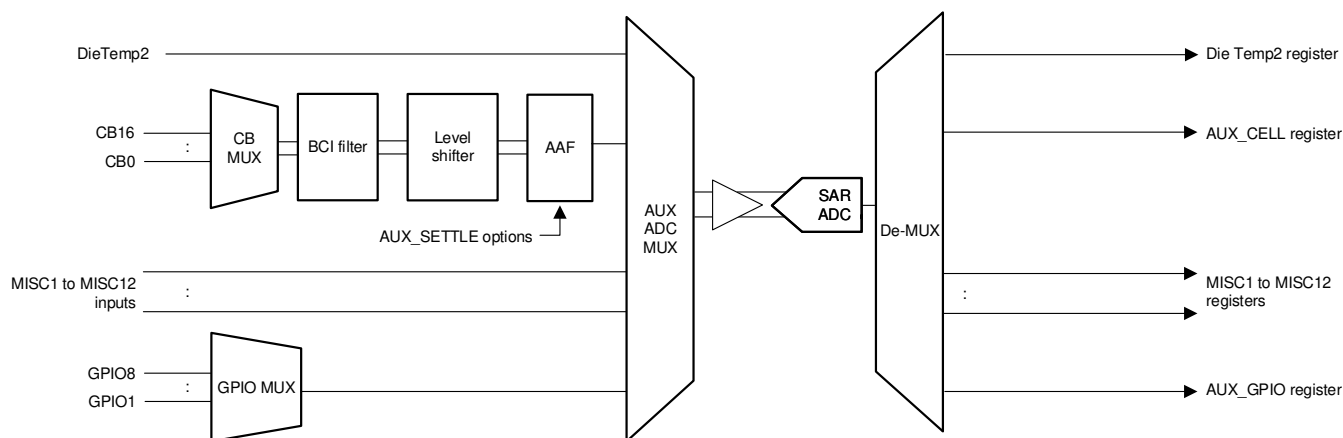 DieTemp2
CB16
:
CB0
CB
MUX
BCI filter
Level
shifter
AAF
AUX_SETTLE options
MISC1 to MISC12
inputs
:
GPIO8
:
GPIO1
GPIO MUX
AUX
ADC
MUX
SAR
ADC
De-MUX
Die Temp2 register
AUX_CELL register
MISC1 to MISC12
registers
:
AUX_GPIO register